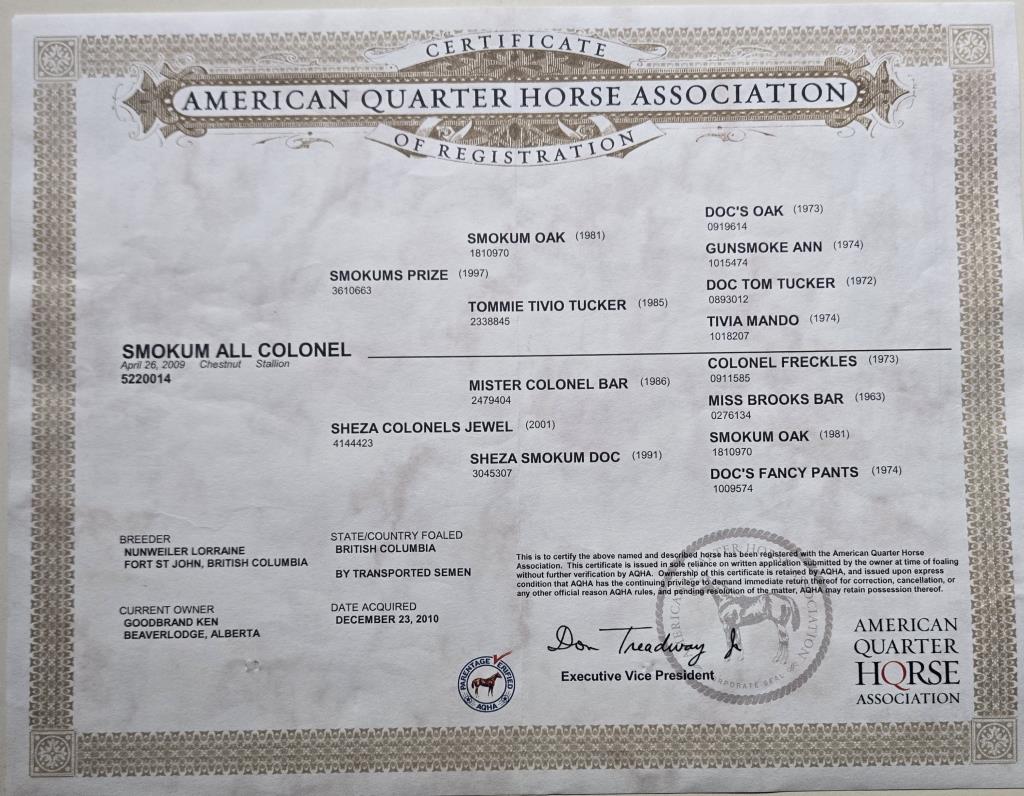 CERTIFICATE
AMERICAN QUARTER HORSE ASSOCIATION
OF REGISTRATION
DOC'S OAK (1973)
0919614
SMOKUM OAK (1981)
1810970
GUNSMOKE ANN (1974)
1015474
SMOKUMS PRIZE (1997)
3610663
DOC TOM TUCKER (1972)
0893012
TOMMIE TIVIO TUCKER (1985)
2338845
TIVIA MANDO (1974)
1018207
SMOKUM ALL COLONEL
April 26, 2009 Chestnut Stallion
5220014
COLONEL FRECKLES (1973)
0911585
MISTER COLONEL BAR (1986)
2479404
MISS BROOKS BAR (1963)
0276134
SHEZA COLONELS JEWEL (2001)
4144423
SMOKUM OAK (1981)
1810970
SHEZA SMOKUM DOC (1991)
3045307
DOC'S FANCY PANTS (1974)
1009574
BREEDER
NUNWEILER LORRAINE
FORT ST JOHN, BRITISH COLUMBIA
STATE/COUNTRY FOALED
BRITISH COLUMBIA
BY TRANSPORTED SEMEN
CURRENT OWNER
GOODBRAND KEN
BEAVERLODGE, ALBERTA
DATE ACQUIRED
DECEMBER 23, 2010
This is to certify the above named and described horse has been registered with the American Quarter Horse
Association. This certificate is issued in sole reliance on written application submitted by the owner at time of foaling
without further verification by AQHA. Ownership of this certificate is retained by AQHA, and issued upon express
condition that AQHA has the continuing privilege to demand immediate return thereof for correction, cancellation, or
any other official reason AQHA rules, and pending resolution of the matter, AQHA may retain possession thereof.
Don Treadway Jr
Executive Vice President
PARENTAGE VERIFIED
AQHA
CORPORATE SEAL
AMERICAN
QUARTER
HORSE
ASSOCIATION